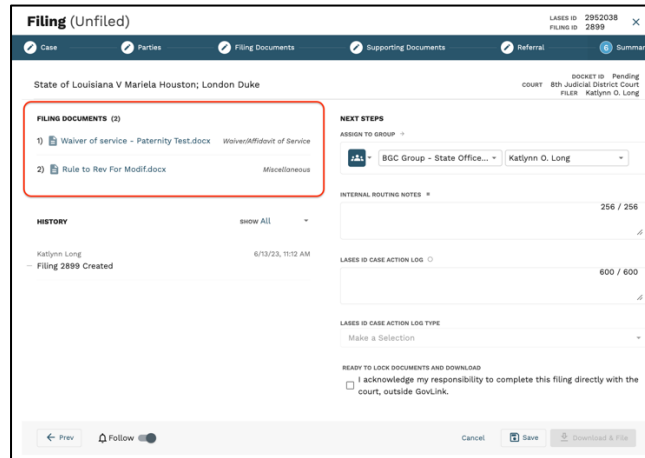 Filing (Unfiled)
LASES ID 2952038
FILING ID 2899
Case
Parties
Filing Documents
Supporting Documents
Referral
6 Summar
State of Louisiana V Mariela Houston; London Duke
DOCKET ID Pending
COURT 8th Judicial District Court
FILER Katlynn O. Long
FILING DOCUMENTS (2)
1) Waiver of service - Paternity Test.docx Waiver/Affidavit of Service
2) Rule to Rev For Modif.docx Miscellaneous
HISTORY SHOW All
Katlynn Long 6/13/23, 11:12 AM
Filing 2899 Created
NEXT STEPS
ASSIGN TO GROUP
BGC Group - State Office... Katlynn O. Long
INTERNAL ROUTING NOTES
256 / 256
LASES ID CASE ACTION LOG
600 / 600
LASES ID CASE ACTION LOG TYPE
Make a Selection
READY TO LOCK DOCUMENTS AND DOWNLOAD
I acknowledge my responsibility to complete this filing directly with the
court, outside GovLink.
Prev
Follow
Cancel
Save
Download & File